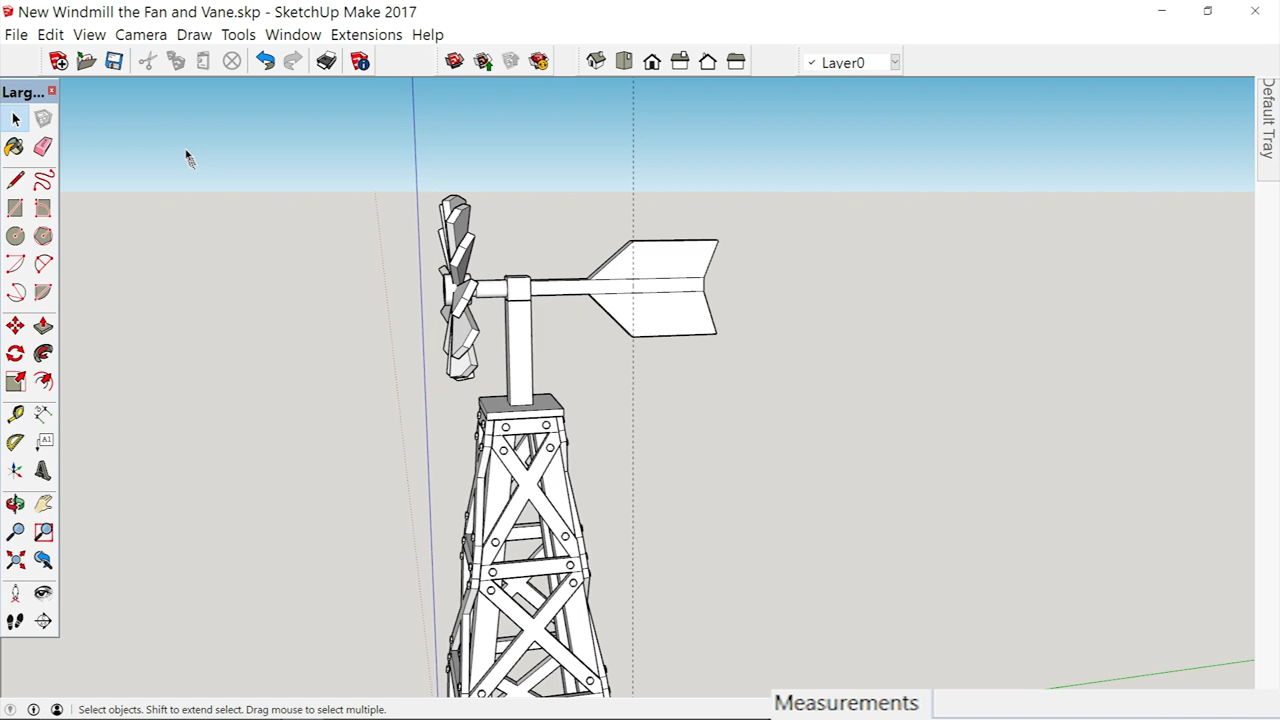 New Windmill the Fan and Vane.skp - SketchUp Make 2017
File Edit View Camera Draw Tools Window Extensions Help
✓ Layer0
Larg...
Default Tray
A1
Select objects. Shift to extend select. Drag mouse to select multiple.
Measurements